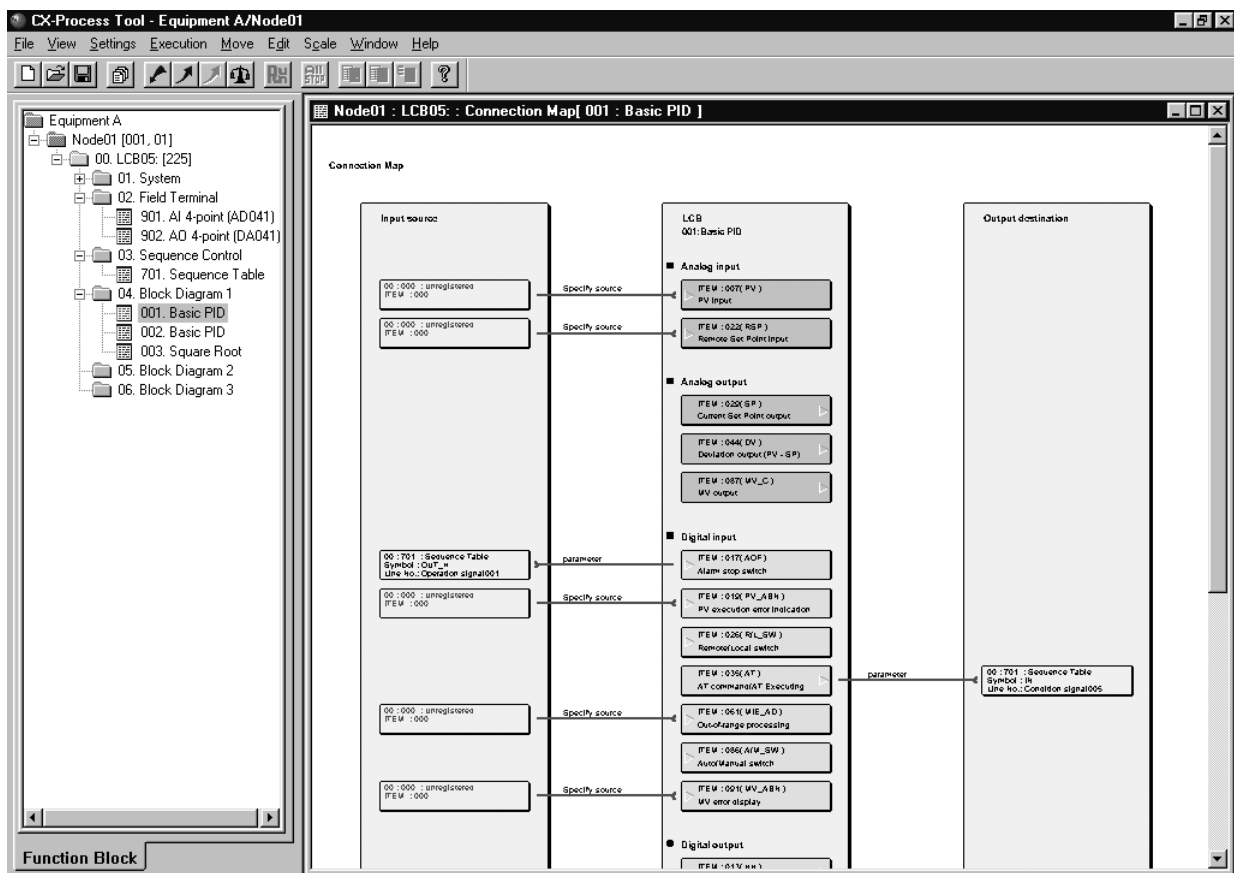 CX-Process Tool - Equipment A/Node01
File View Settings Execution Move Edit Scale Window Help
All
STOP
Equipment A
Node01 [001, 01]
00. LCB05: [225]
01. System
02. Field Terminal
901. AI 4-point (AD041)
902. AO 4-point (DA041)
03. Sequence Control
701. Sequence Table
04. Block Diagram 1
001. Basic PID
002. Basic PID
003. Square Root
05. Block Diagram 2
06. Block Diagram 3
Function Block
Node01 : LCB05: : Connection Map[ 001 : Basic PID ]
Connection Map
Input source
LCB
001:Basic PID
Output destination
Analog input
00 :000 : unregistered
ITEM :000
Specify source
ITEM :007( PV )
PV Input
00 :000 : unregistered
ITEM :000
Specify source
ITEM :022( RSP )
Remote Set Point Input
Analog output
ITEM :029( SP )
Current Set Point output
ITEM :044( DV )
Deviation output (PV - SP)
ITEM :087( MV_C )
MV output
Digital input
00 :701 : Sequence Table
Symbol : OUT_N
Line No.: Operation signal001
parameter
ITEM :017( AOF )
Alarm stop switch
00 :000 : unregistered
ITEM :000
Specify source
ITEM :019( PV_ABN )
PV execution error indication
ITEM :026( R/L_SW )
Remote/Local switch
ITEM :035( AT )
AT command/AT Executing
parameter
00 :701 : Sequence Table
Symbol : IN
Line No.: Condition signal006
00 :000 : unregistered
ITEM :000
Specify source
ITEM :061( MIE_AD )
Out-of-range processing
ITEM :086( A/M_SW )
Auto/Manual switch
00 :000 : unregistered
ITEM :000
Specify source
ITEM :091( MV_ABN )
MV error display
Digital output
ITEM :013( HH )